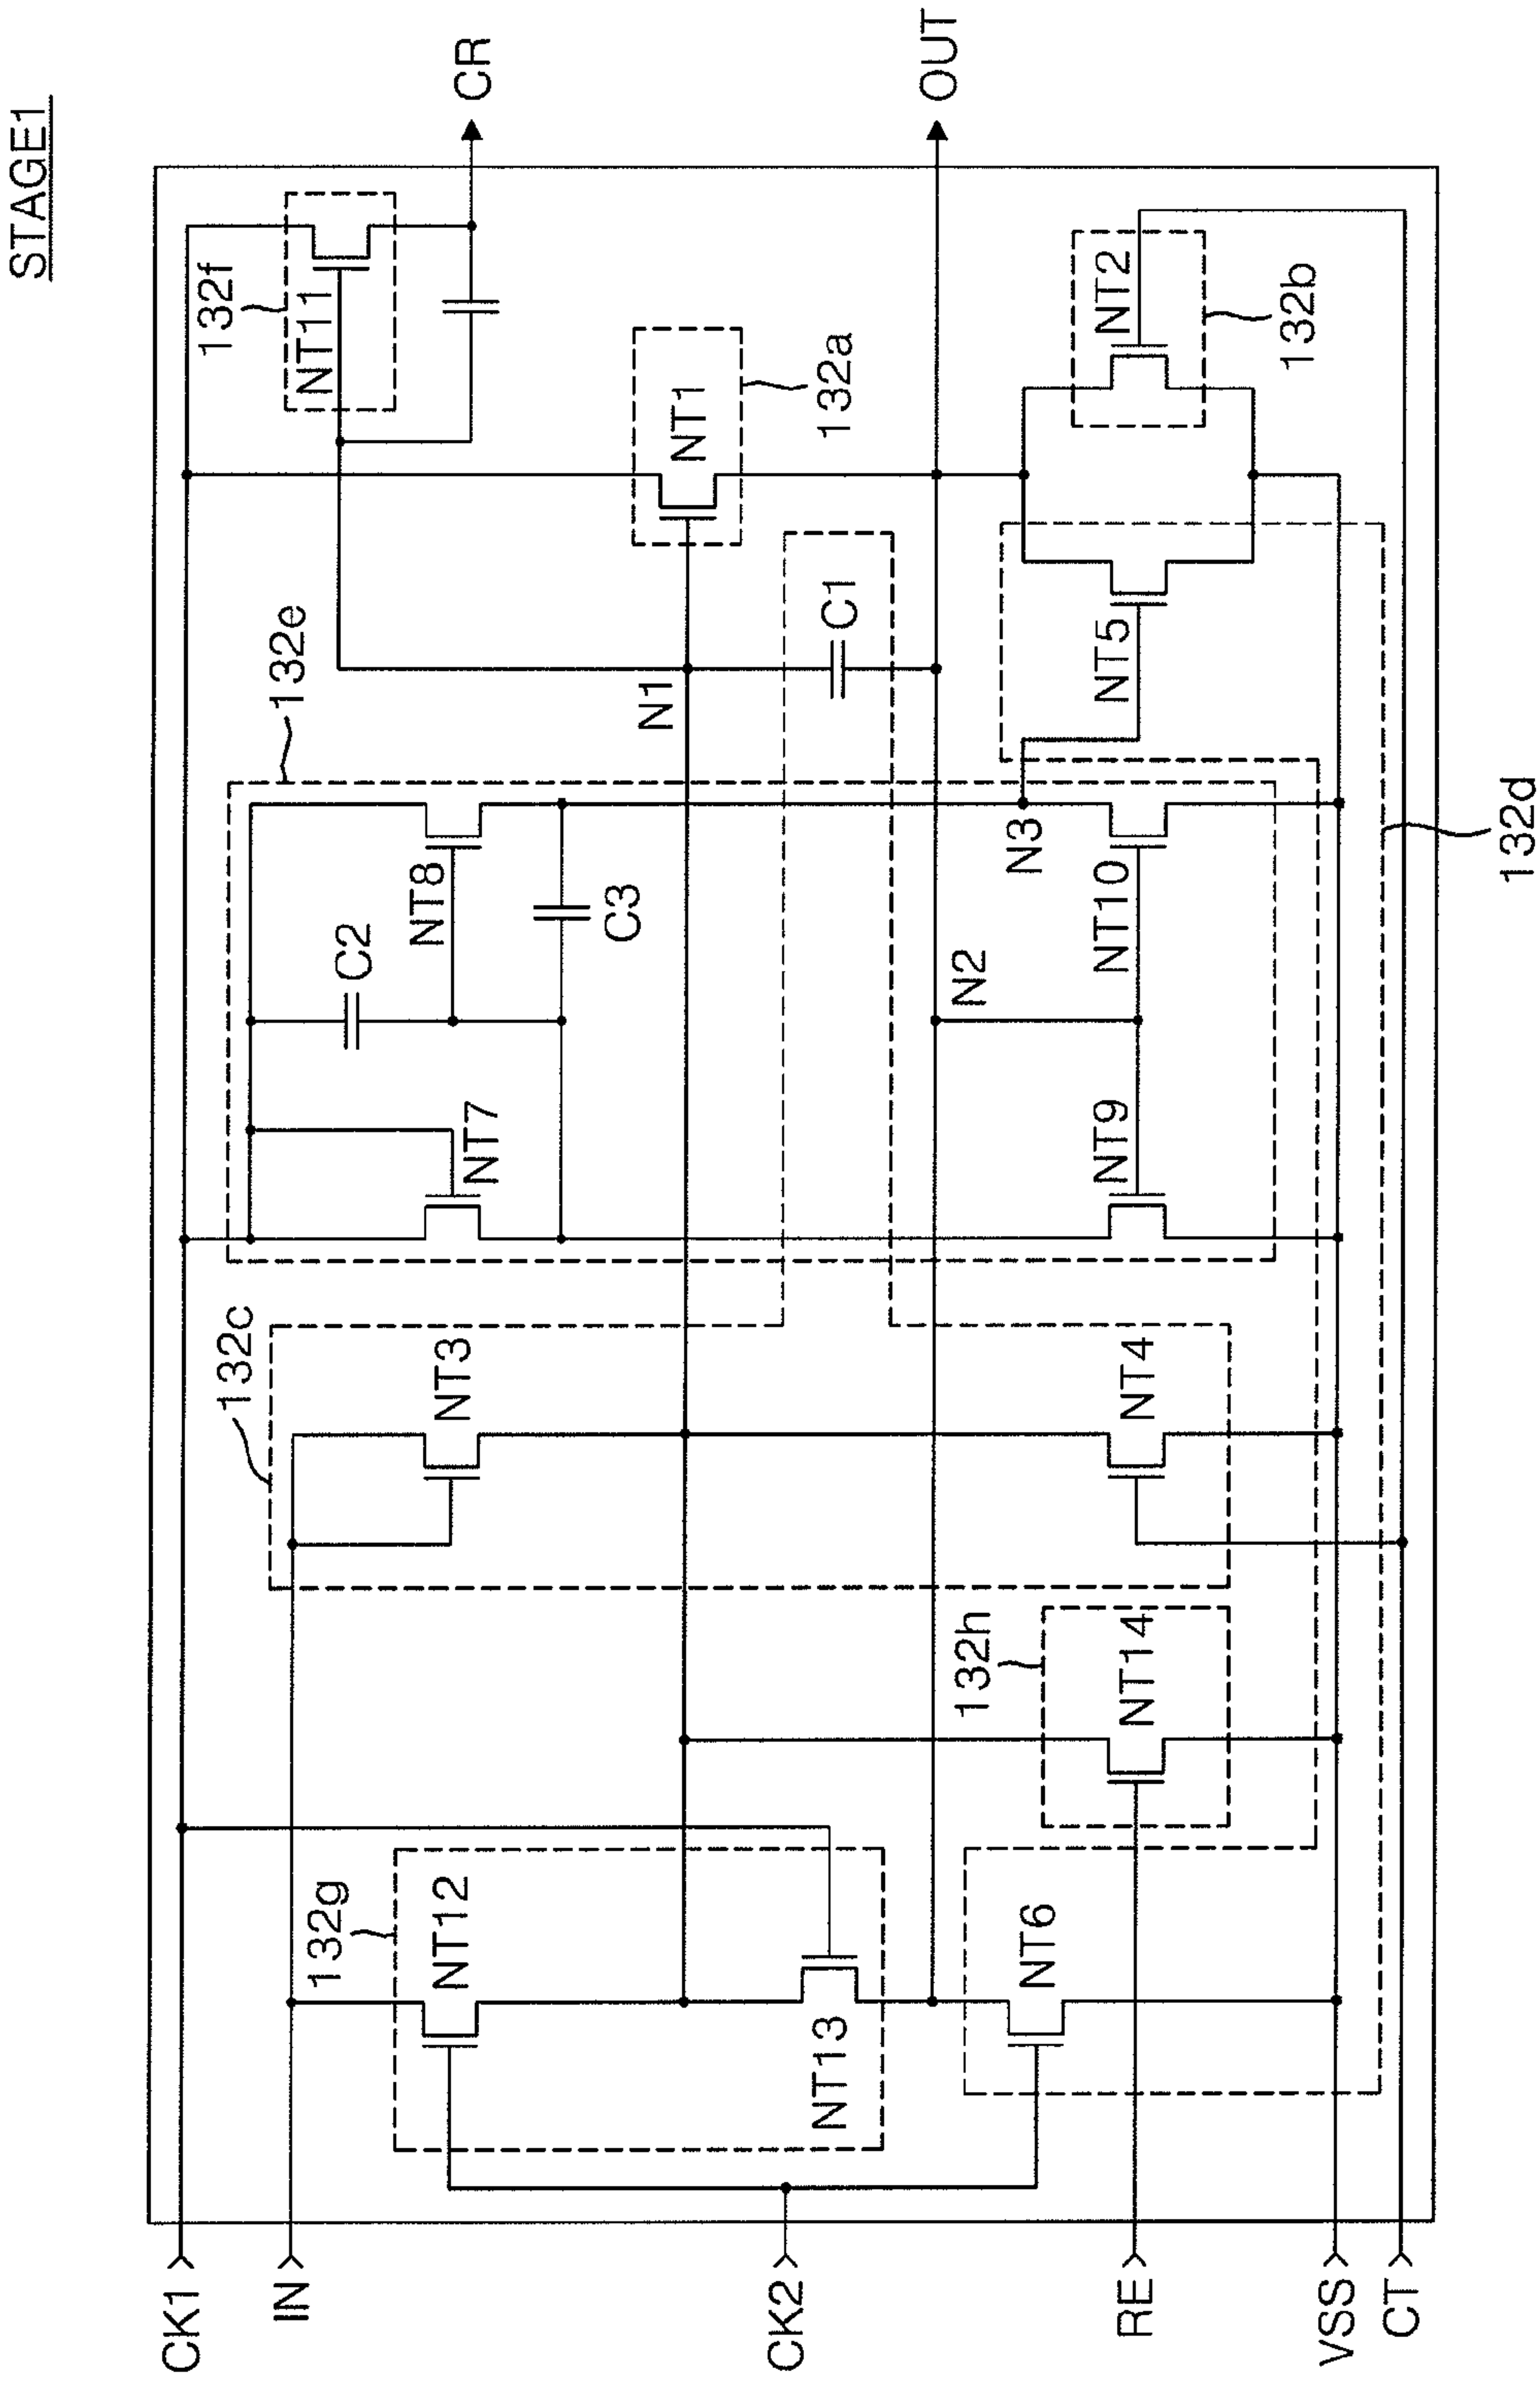 STAGE1
CK1
IN
CK2
RE
VSS
CT
CR
OUT
132f
NT11
132a
NT1
132e
NT8
C2
C3
NT7
N1
C1
NT2
132b
NT5
N3
NT10
N2
NT9
132d
132c
NT3
NT4
132h
NT14
132g
NT12
NT13
NT6